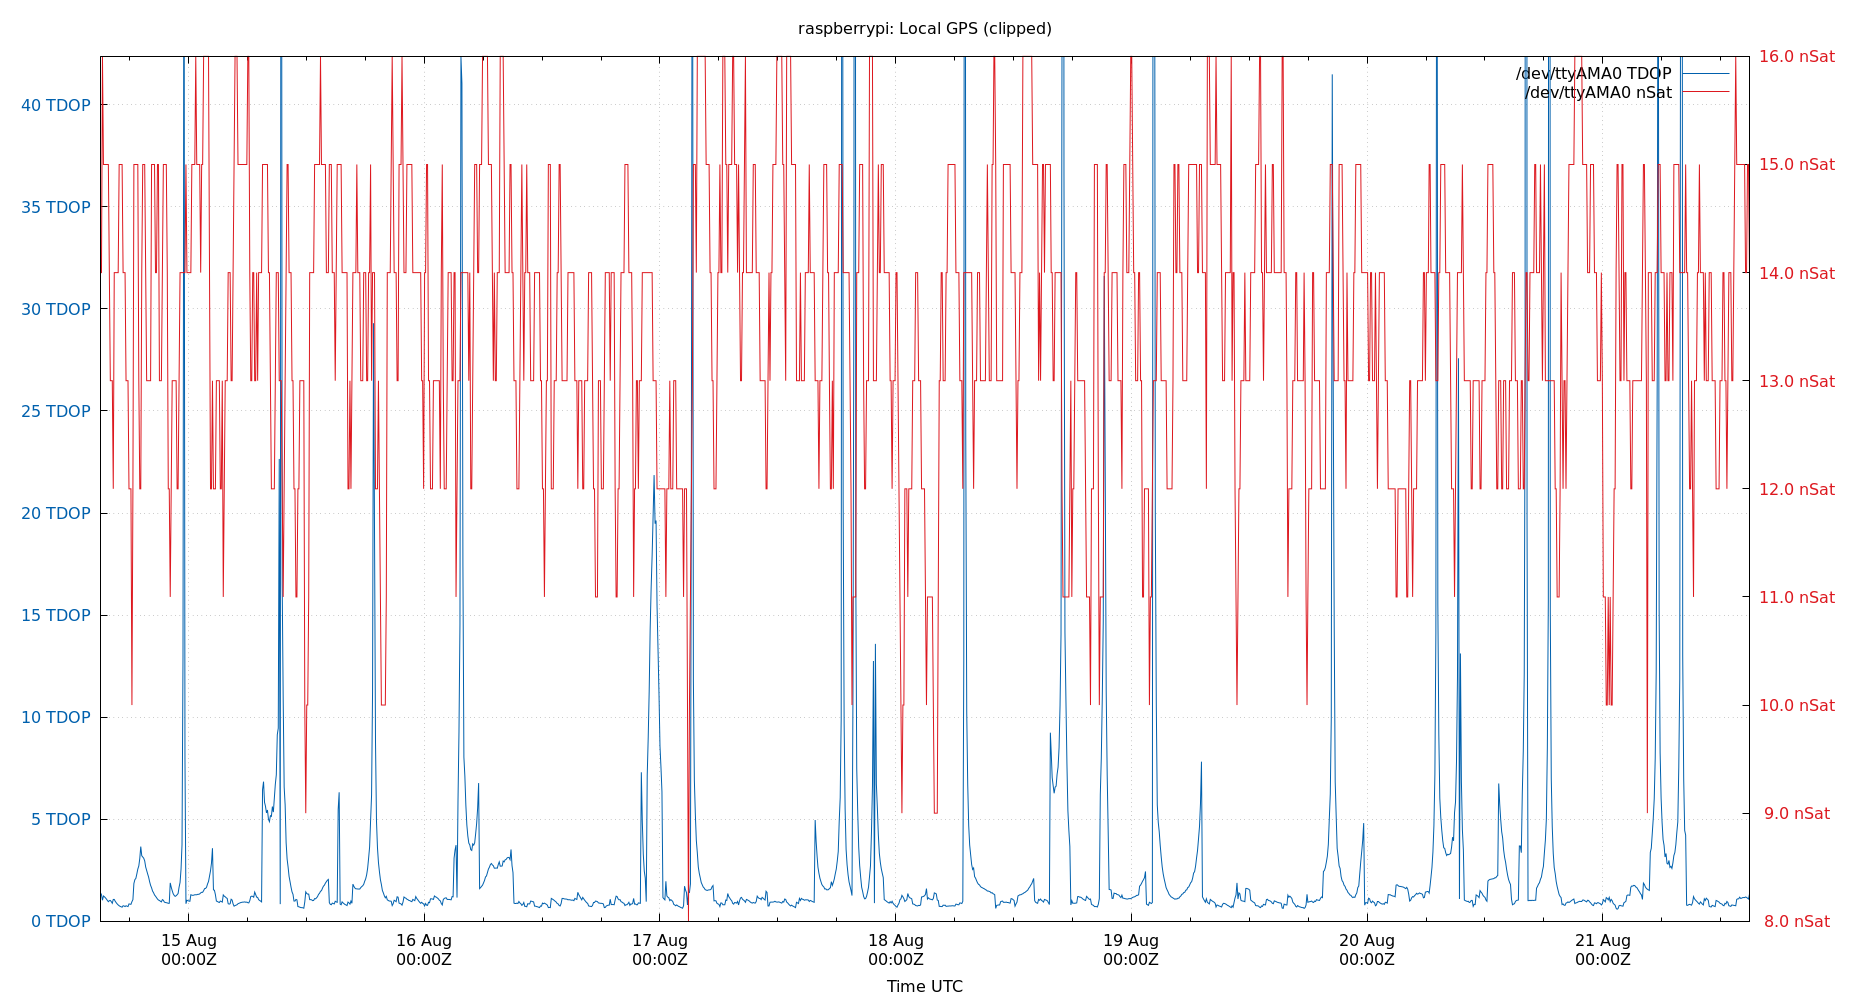 raspberrypi: Local GPS (clipped)
/dev/ttyAMA0 TDOP
/dev/ttyAMA0 nSat
40 TDOP
35 TDOP
30 TDOP
25 TDOP
20 TDOP
15 TDOP
10 TDOP
5 TDOP
0 TDOP
16.0 nSat
15.0 nSat
14.0 nSat
13.0 nSat
12.0 nSat
11.0 nSat
10.0 nSat
9.0 nSat
8.0 nSat
15 Aug
00:00Z
16 Aug
00:00Z
17 Aug
00:00Z
18 Aug
00:00Z
19 Aug
00:00Z
20 Aug
00:00Z
21 Aug
00:00Z
Time UTC